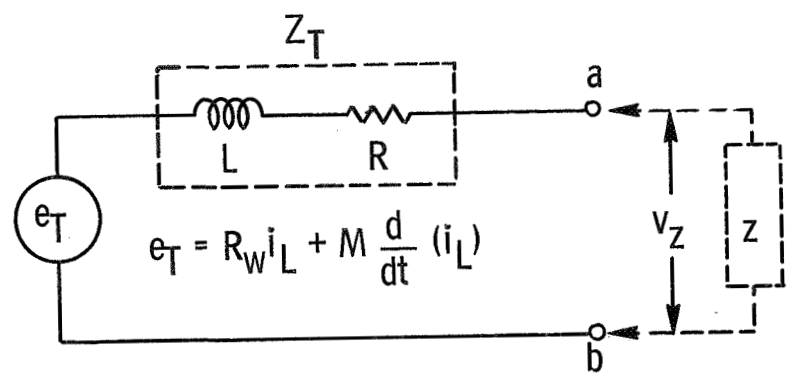 Z_T
a
L R
e_T
e_T = R_W i_L + M d/dt (i_L)
v_Z
Z
b